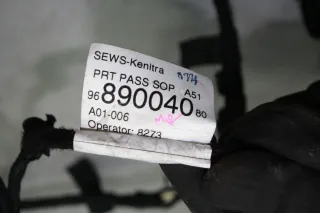 SEWS-Kenitra
PRT PASS SOP A51
96 890040 80
A01-006
Operator: 8273